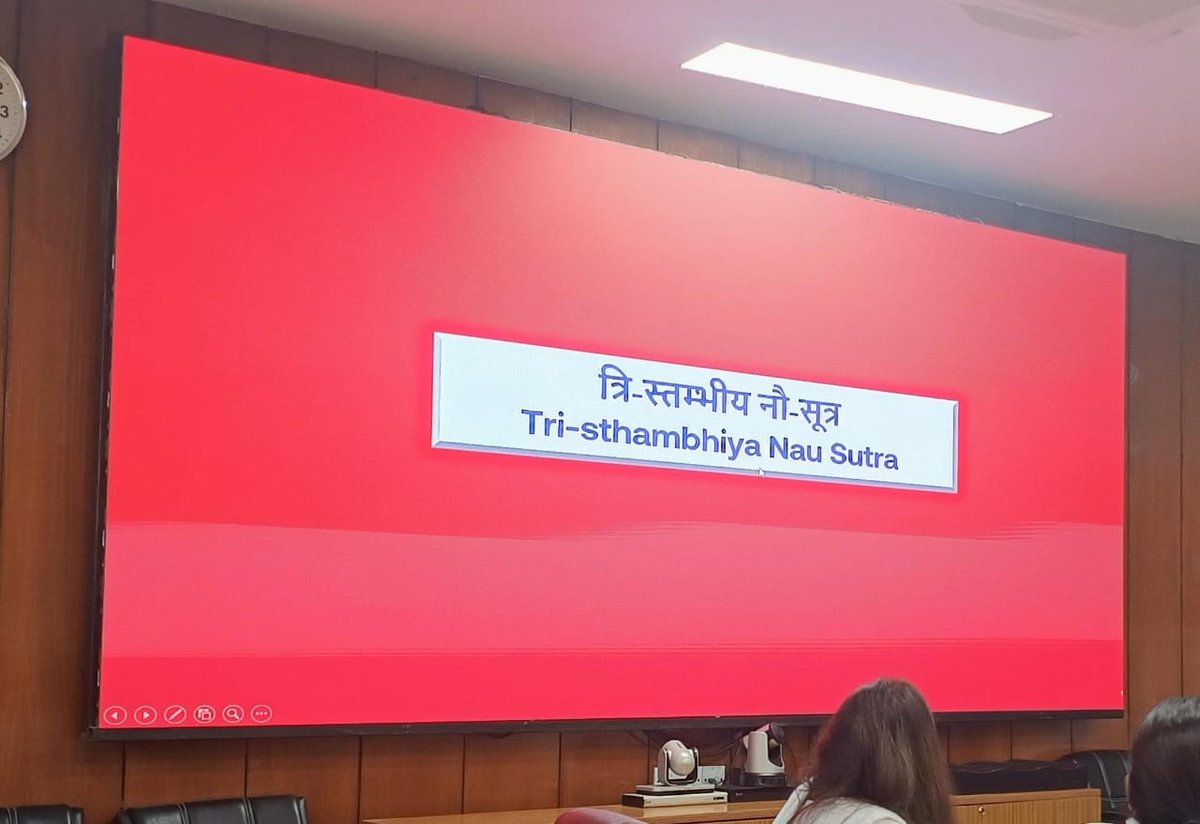 त्रि-स्तम्भीय नौ-सूत्र
Tri-sthambhiya Nau Sutra